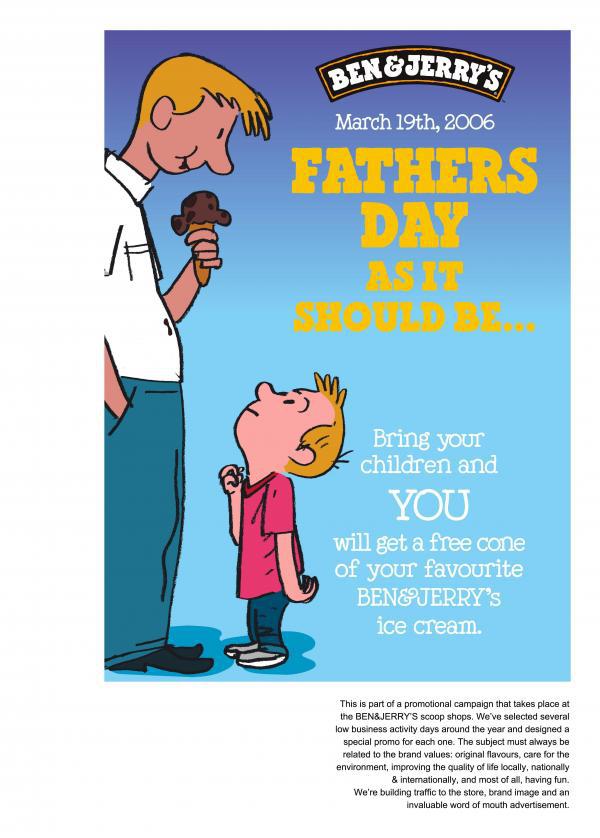 BEN&JERRY'S
March 19th, 2006
FATHERS
DAY
AS IT
SHOULD BE...
Bring your
children and
YOU
will get a free cone
of your favourite
BEN&JERRY's
ice cream.
This is part of a promotional campaign that takes place at
the BEN&JERRY'S scoop shops. We've selected several
low business activity days around the year and designed a
special promo for each one. The subject must always be
related to the brand values: original flavours, care for the
environment, improving the quality of life locally, nationally
& internationally, and most of all, having fun.
We're building traffic to the store, brand image and an
invaluable word of mouth advertisement.